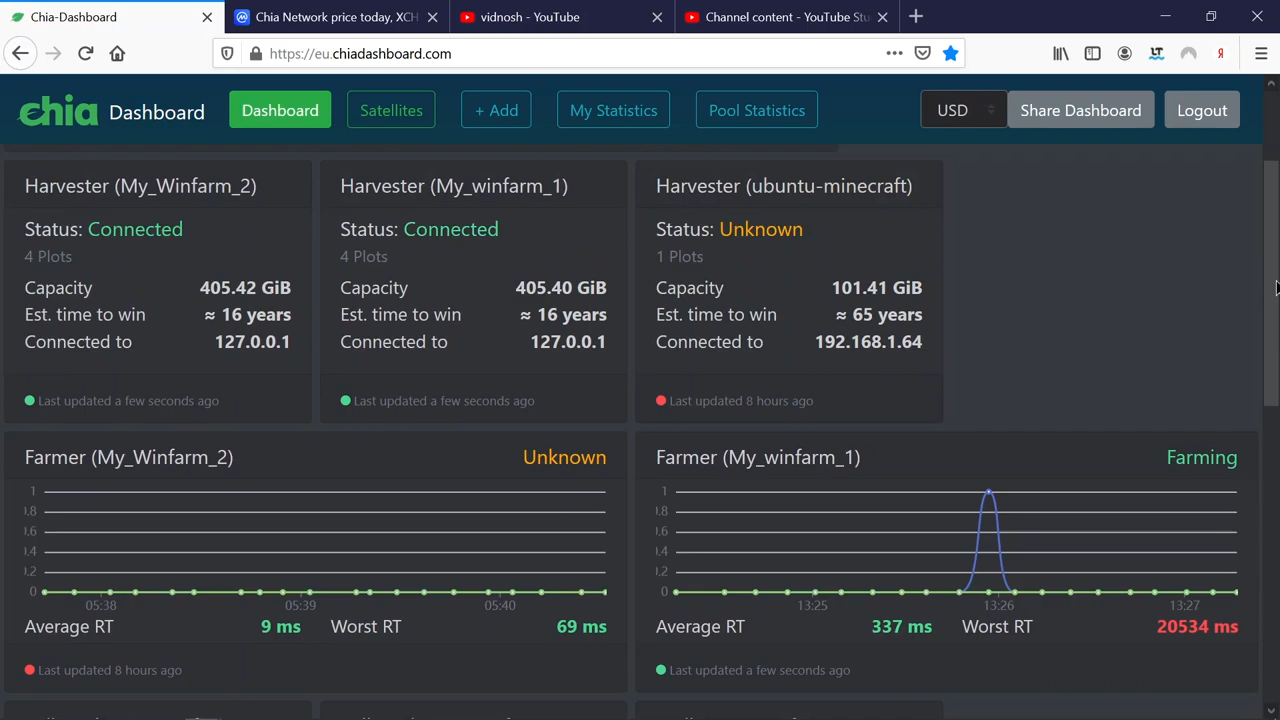 Chia-Dashboard
Chia Network price today, XCH
vidnosh - YouTube
Channel content - YouTube Stu
https://eu.chiadashboard.com
chia Dashboard
Dashboard
Satellites
+ Add
My Statistics
Pool Statistics
USD
Share Dashboard
Logout
Harvester (My_Winfarm_2)
Status: Connected
4 Plots
Capacity 405.42 GiB
Est. time to win ≈ 16 years
Connected to 127.0.0.1
Last updated a few seconds ago
Harvester (My_winfarm_1)
Status: Connected
4 Plots
Capacity 405.40 GiB
Est. time to win ≈ 16 years
Connected to 127.0.0.1
Last updated a few seconds ago
Harvester (ubuntu-minecraft)
Status: Unknown
1 Plots
Capacity 101.41 GiB
Est. time to win ≈ 65 years
Connected to 192.168.1.64
Last updated 8 hours ago
Farmer (My_Winfarm_2) Unknown
1
0.8
0.6
0.4
0.2
0
05:38 05:39 05:40
Average RT 9 ms Worst RT 69 ms
Last updated 8 hours ago
Farmer (My_winfarm_1) Farming
1
0.8
0.6
0.4
0.2
0
13:25 13:26 13:27
Average RT 337 ms Worst RT 20534 ms
Last updated a few seconds ago